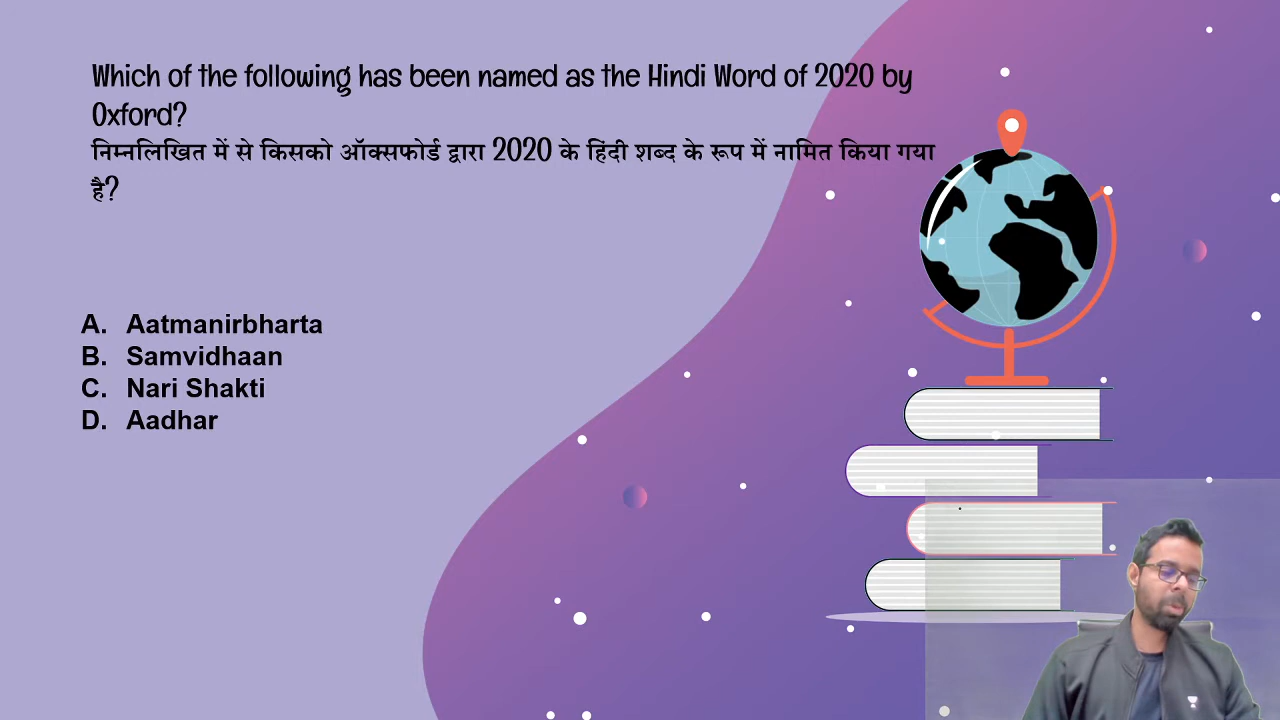 Which of the following has been named as the Hindi Word of 2020 by
Oxford?
निम्नलिखित में से किसको ऑक्सफोर्ड द्वारा 2020 के हिंदी शब्द के रूप में नामित किया गया
है?
A. Aatmanirbharta
B. Samvidhaan
C. Nari Shakti
D. Aadhar